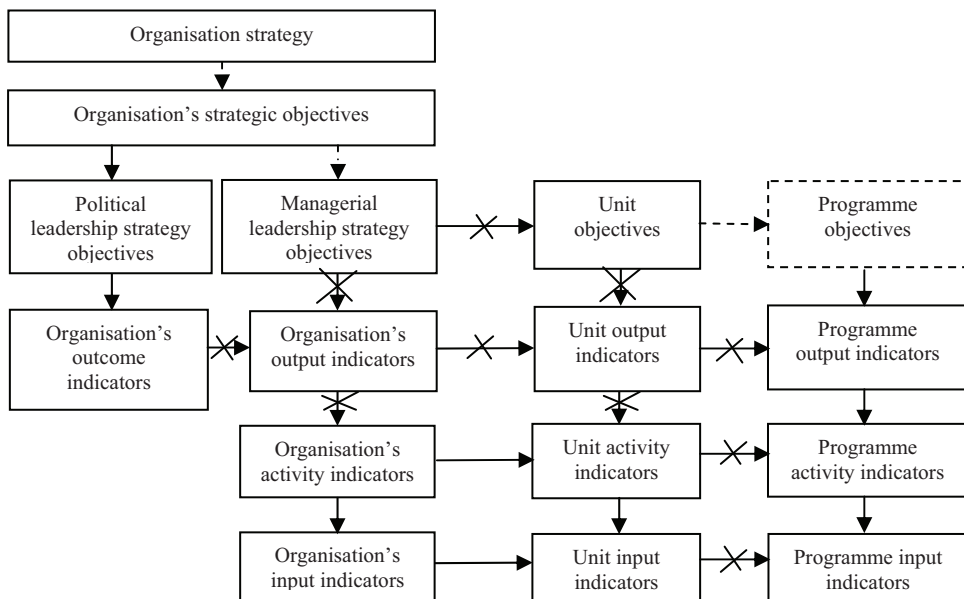 Organisation strategy
Organisation’s strategic objectives
Political
leadership strategy
objectives
Managerial
leadership strategy
objectives
Unit
objectives
Programme
objectives
Organisation’s
outcome
indicators
Organisation’s
output indicators
Unit output
indicators
Programme
output indicators
Organisation’s
activity indicators
Unit activity
indicators
Programme
activity indicators
Organisation’s
input indicators
Unit input
indicators
Programme input
indicators